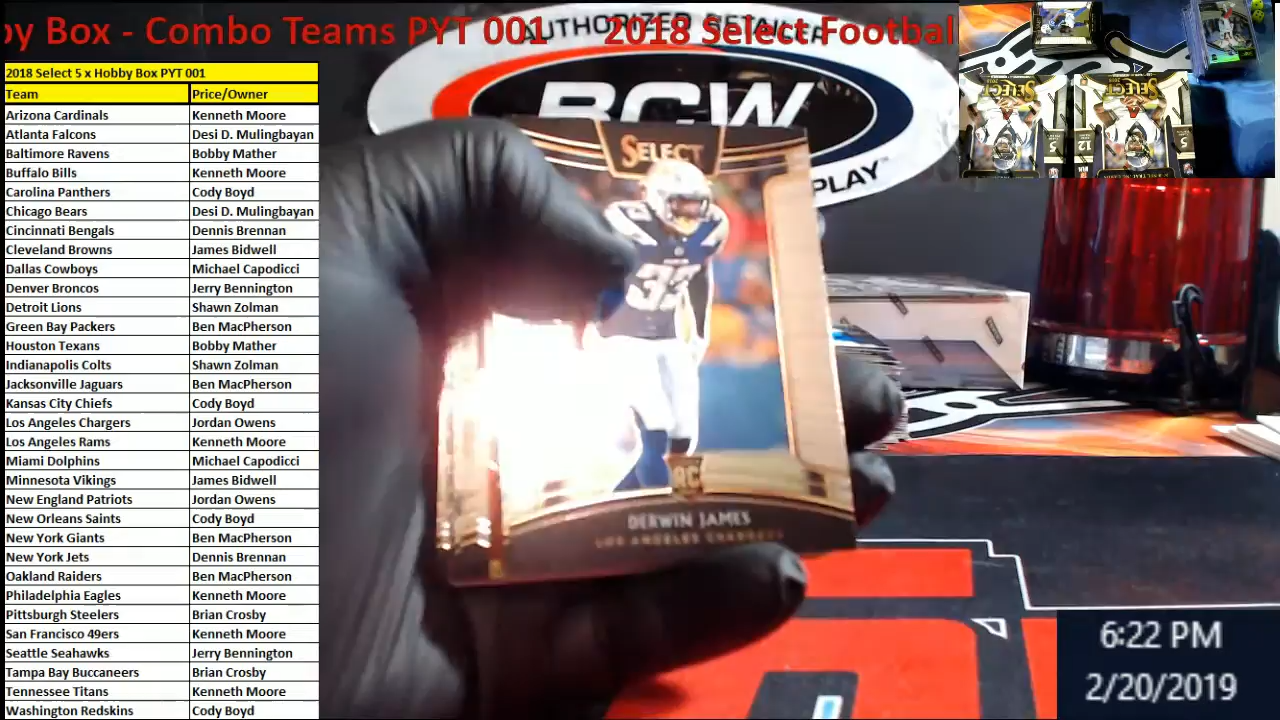 by Box - Combo Teams PYT 001 2018 Select Footbal
2018 Select 5 x Hobby Box PYT 001
Team Price/Owner
Arizona Cardinals Kenneth Moore
Atlanta Falcons Desi D. Mulingbayan
Baltimore Ravens Bobby Mather
Buffalo Bills Kenneth Moore
Carolina Panthers Cody Boyd
Chicago Bears Desi D. Mulingbayan
Cincinnati Bengals Dennis Brennan
Cleveland Browns James Bidwell
Dallas Cowboys Michael Capodicci
Denver Broncos Jerry Bennington
Detroit Lions Shawn Zolman
Green Bay Packers Ben MacPherson
Houston Texans Bobby Mather
Indianapolis Colts Shawn Zolman
Jacksonville Jaguars Ben MacPherson
Kansas City Chiefs Cody Boyd
Los Angeles Chargers Jordan Owens
Los Angeles Rams Kenneth Moore
Miami Dolphins Michael Capodicci
Minnesota Vikings James Bidwell
New England Patriots Jordan Owens
New Orleans Saints Cody Boyd
New York Giants Ben MacPherson
New York Jets Dennis Brennan
Oakland Raiders Ben MacPherson
Philadelphia Eagles Kenneth Moore
Pittsburgh Steelers Brian Crosby
San Francisco 49ers Kenneth Moore
Seattle Seahawks Jerry Bennington
Tampa Bay Buccaneers Brian Crosby
Tennessee Titans Kenneth Moore
Washington Redskins Cody Boyd
AUTHORIZED RETAILER
BCW
PLAY™
SELECT
33
RC
DERWIN JAMES
LOS ANGELES CHARGERS
SELECT
5
SELECT
12
5
6:22 PM
2/20/2019